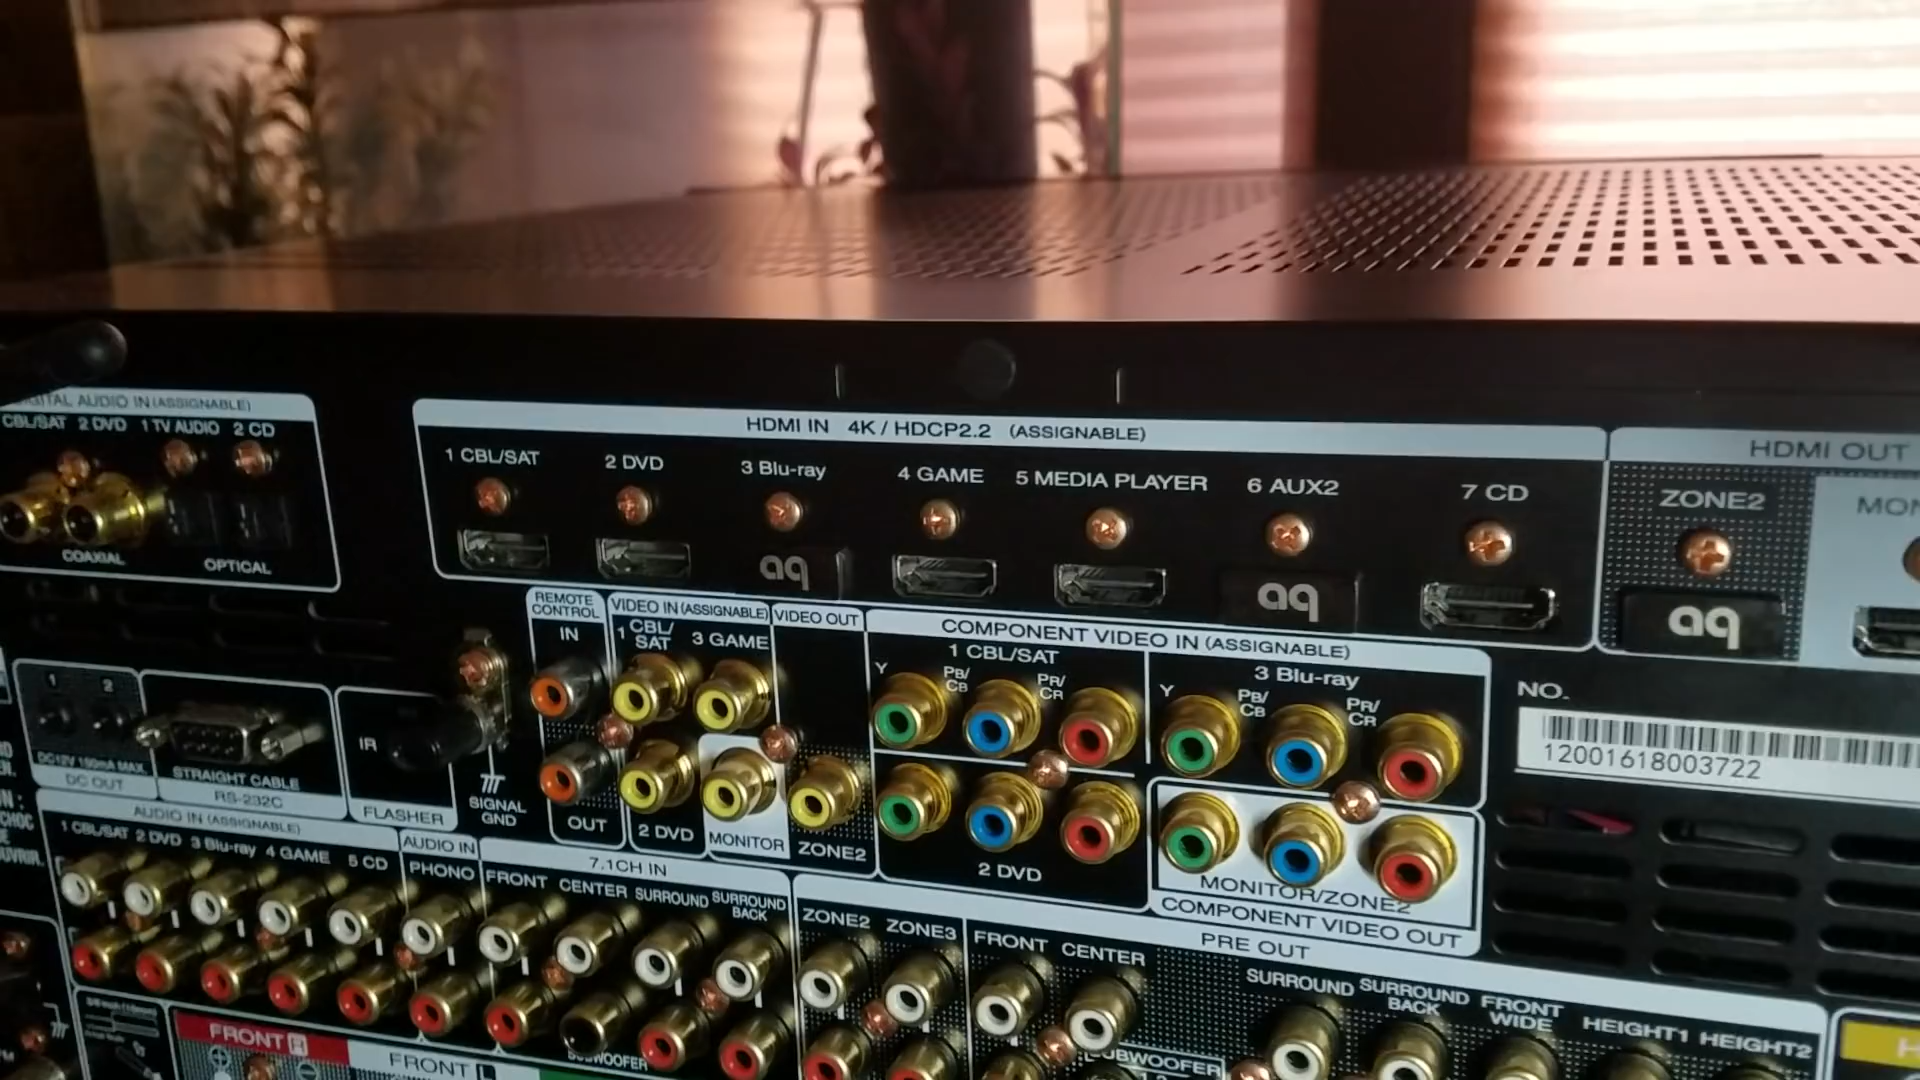 DIGITAL AUDIO IN (ASSIGNABLE)
CBL/SAT 2 DVD 1 TV AUDIO 2 CD
COAXIAL
OPTICAL
HDMI IN 4K / HDCP2.2 (ASSIGNABLE)
1 CBL/SAT
2 DVD
3 Blu-ray
4 GAME
5 MEDIA PLAYER
6 AUX2
7 CD
aq
aq
HDMI OUT
ZONE2
MON
aq
REMOTE
CONTROL
IN
OUT
VIDEO IN (ASSIGNABLE)
1 CBL/
SAT
3 GAME
2 DVD
MONITOR
VIDEO OUT
ZONE2
COMPONENT VIDEO IN (ASSIGNABLE)
1 CBL/SAT
Y
PB/
CB
PR/
CR
3 Blu-ray
Y
PB/
CB
PR/
CR
2 DVD
MONITOR/ZONE2
COMPONENT VIDEO OUT
NO.
12001618003722
1
2
DC12V 150mA MAX.
DC OUT
STRAIGHT CABLE
RS-232C
IR
FLASHER
SIGNAL
GND
AUDIO IN (ASSIGNABLE)
1 CBL/SAT 2 DVD 3 Blu-ray 4 GAME 5 CD
AUDIO IN
PHONO
7.1CH IN
FRONT CENTER SURROUND SURROUND
BACK
SUBWOOFER
PRE OUT
ZONE2 ZONE3
FRONT CENTER
SURROUND
SURROUND
BACK
FRONT
WIDE
HEIGHT1
HEIGHT2
SUBWOOFER
FRONT R
FRONT L